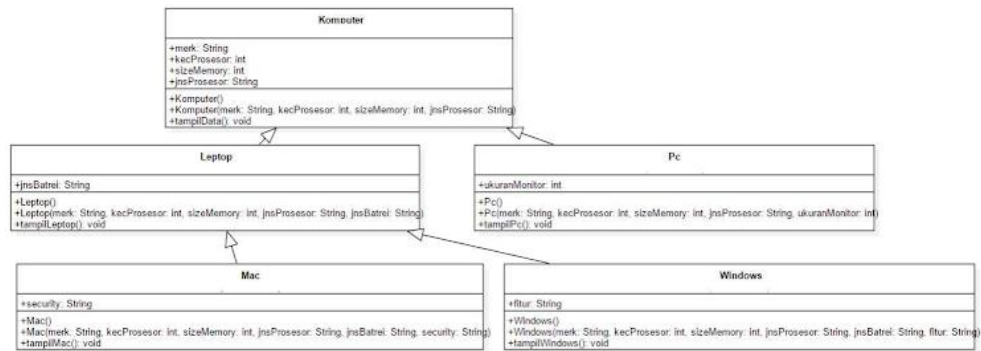 Komputer
+merk: String
+kecProsesor: int
+sizeMemory: int
+jnsProsesor: String
+Komputer()
+Komputer(merk: String, kecProsesor: int, sizeMemory: int, jnsProsesor: String)
+tampilData(): void
Leptop
+jnsBatrei: String
+Leptop()
+Leptop(merk: String, kecProsesor: int, sizeMemory: int, jnsProsesor: String, jnsBatrei: String)
+tampilLeptop(): void
Pc
+ukuranMonitor: int
+Pc()
+Pc(merk: String, kecProsesor: int, sizeMemory: int, jnsProsesor: String, ukuranMonitor: int)
+tampilPc(): void
Mac
+security: String
+Mac()
+Mac(merk: String, kecProsesor: int, sizeMemory: int, jnsProsesor: String, jnsBatrei: String, security: String)
+tampilMac(): void
Windows
+fitur: String
+Windows()
+Windows(merk: String, kecProsesor: int, sizeMemory: int, jnsProsesor: String, jnsBatrei: String, fitur: String)
+tampilWindows(): void